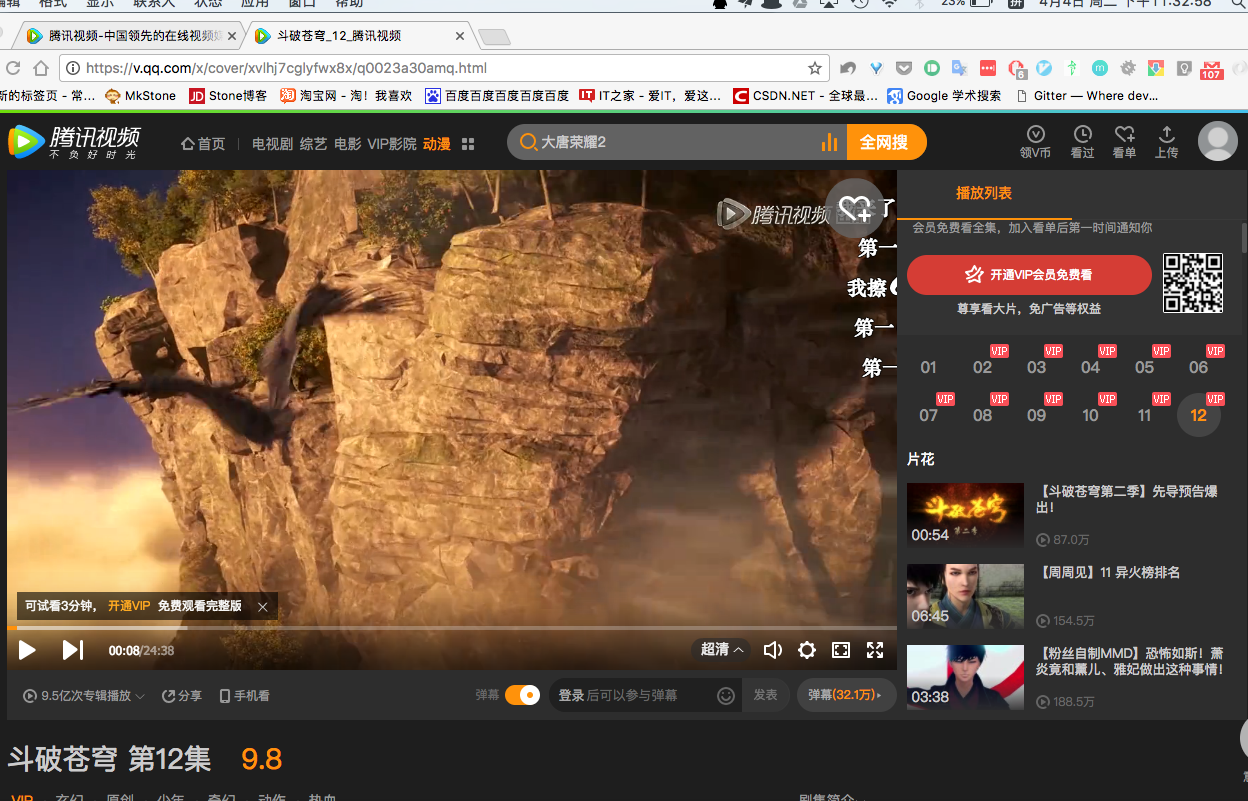 编辑 格式 显示 联系人 状态 应用 窗口 帮助 23% 拼 4月4日 周二 下午11:32:58
腾讯视频-中国领先的在线视频 斗破苍穹_12_腾讯视频
https://v.qq.com/x/cover/xvlhj7cglyfwx8x/q0023a30amq.html
6 107
新的标签页 - 常... MkStone JD Stone博客 淘宝网 - 淘！我喜欢 百度百度百度百度百度 IT之家 - 爱IT，爱这... CSDN.NET - 全球最... Google 学术搜索 Gitter — Where dev...
腾讯视频
不负好时光
首页 电视剧 综艺 电影 VIP影院 动漫
大唐荣耀2 全网搜
领V币 看过 看单 上传
腾讯视频
了
第一
我擦
第一
第一
可试看3分钟， 开通VIP 免费观看完整版
00:08/24:38 超清
9.5亿次专辑播放 分享 手机看
弹幕 登录后可以参与弹幕 发表 弹幕(32.1万)
播放列表
会员免费看全集，加入看单后第一时间通知你
开通VIP会员免费看
尊享看大片，免广告等权益
VIP VIP VIP VIP VIP
01 02 03 04 05 06
VIP VIP VIP VIP VIP VIP
07 08 09 10 11 12
片花
斗破苍穹
第二季
00:54
【斗破苍穹第二季】先导预告爆
出！
87.0万
06:45
【周周见】11 异火榜排名
154.5万
03:38
【粉丝自制MMD】恐怖如斯！萧
炎竟和薰儿、雅妃做出这种事情！
188.5万
斗破苍穹 第12集 9.8
VIP 玄幻 原创 少年 奇幻 动作 热血
剧集简介